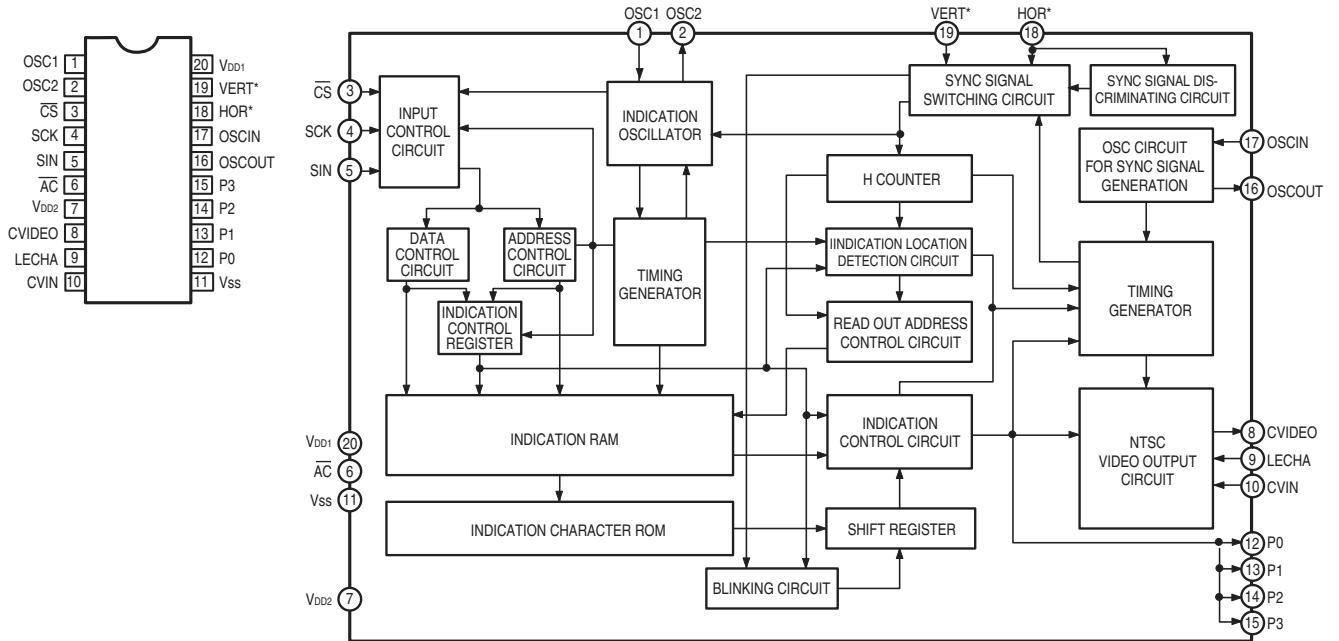 OSC1 1
OSC2 2
CS 3
SCK 4
SIN 5
AC 6
VDD2 7
CVIDEO 8
LECHA 9
CVIN 10
20 VDD1
19 VERT*
18 HOR*
17 OSCIN
16 OSCOUT
15 P3
14 P2
13 P1
12 P0
11 Vss
OSC1 OSC2
1 2
VERT* HOR*
19 18
CS 3
SCK 4
SIN 5
INPUT
CONTROL
CIRCUIT
INDICATION
OSCILLATOR
SYNC SIGNAL
SWITCHING CIRCUIT
SYNC SIGNAL DIS-
CRIMINATING CIRCUIT
OSC CIRCUIT
FOR SYNC SIGNAL
GENERATION
17 OSCIN
16 OSCOUT
H COUNTER
DATA
CONTROL
CIRCUIT
ADDRESS
CONTROL
CIRCUIT
TIMING
GENERATOR
IINDICATION LOCATION
DETECTION CIRCUIT
TIMING
GENERATOR
INDICATION
CONTROL
REGISTER
READ OUT ADDRESS
CONTROL CIRCUIT
INDICATION RAM
INDICATION
CONTROL CIRCUIT
NTSC
VIDEO OUTPUT
CIRCUIT
VDD1 20
AC 6
Vss 11
8 CVIDEO
9 LECHA
10 CVIN
INDICATION CHARACTER ROM
SHIFT REGISTER
12 P0
13 P1
14 P2
15 P3
BLINKING CIRCUIT
VDD2 7